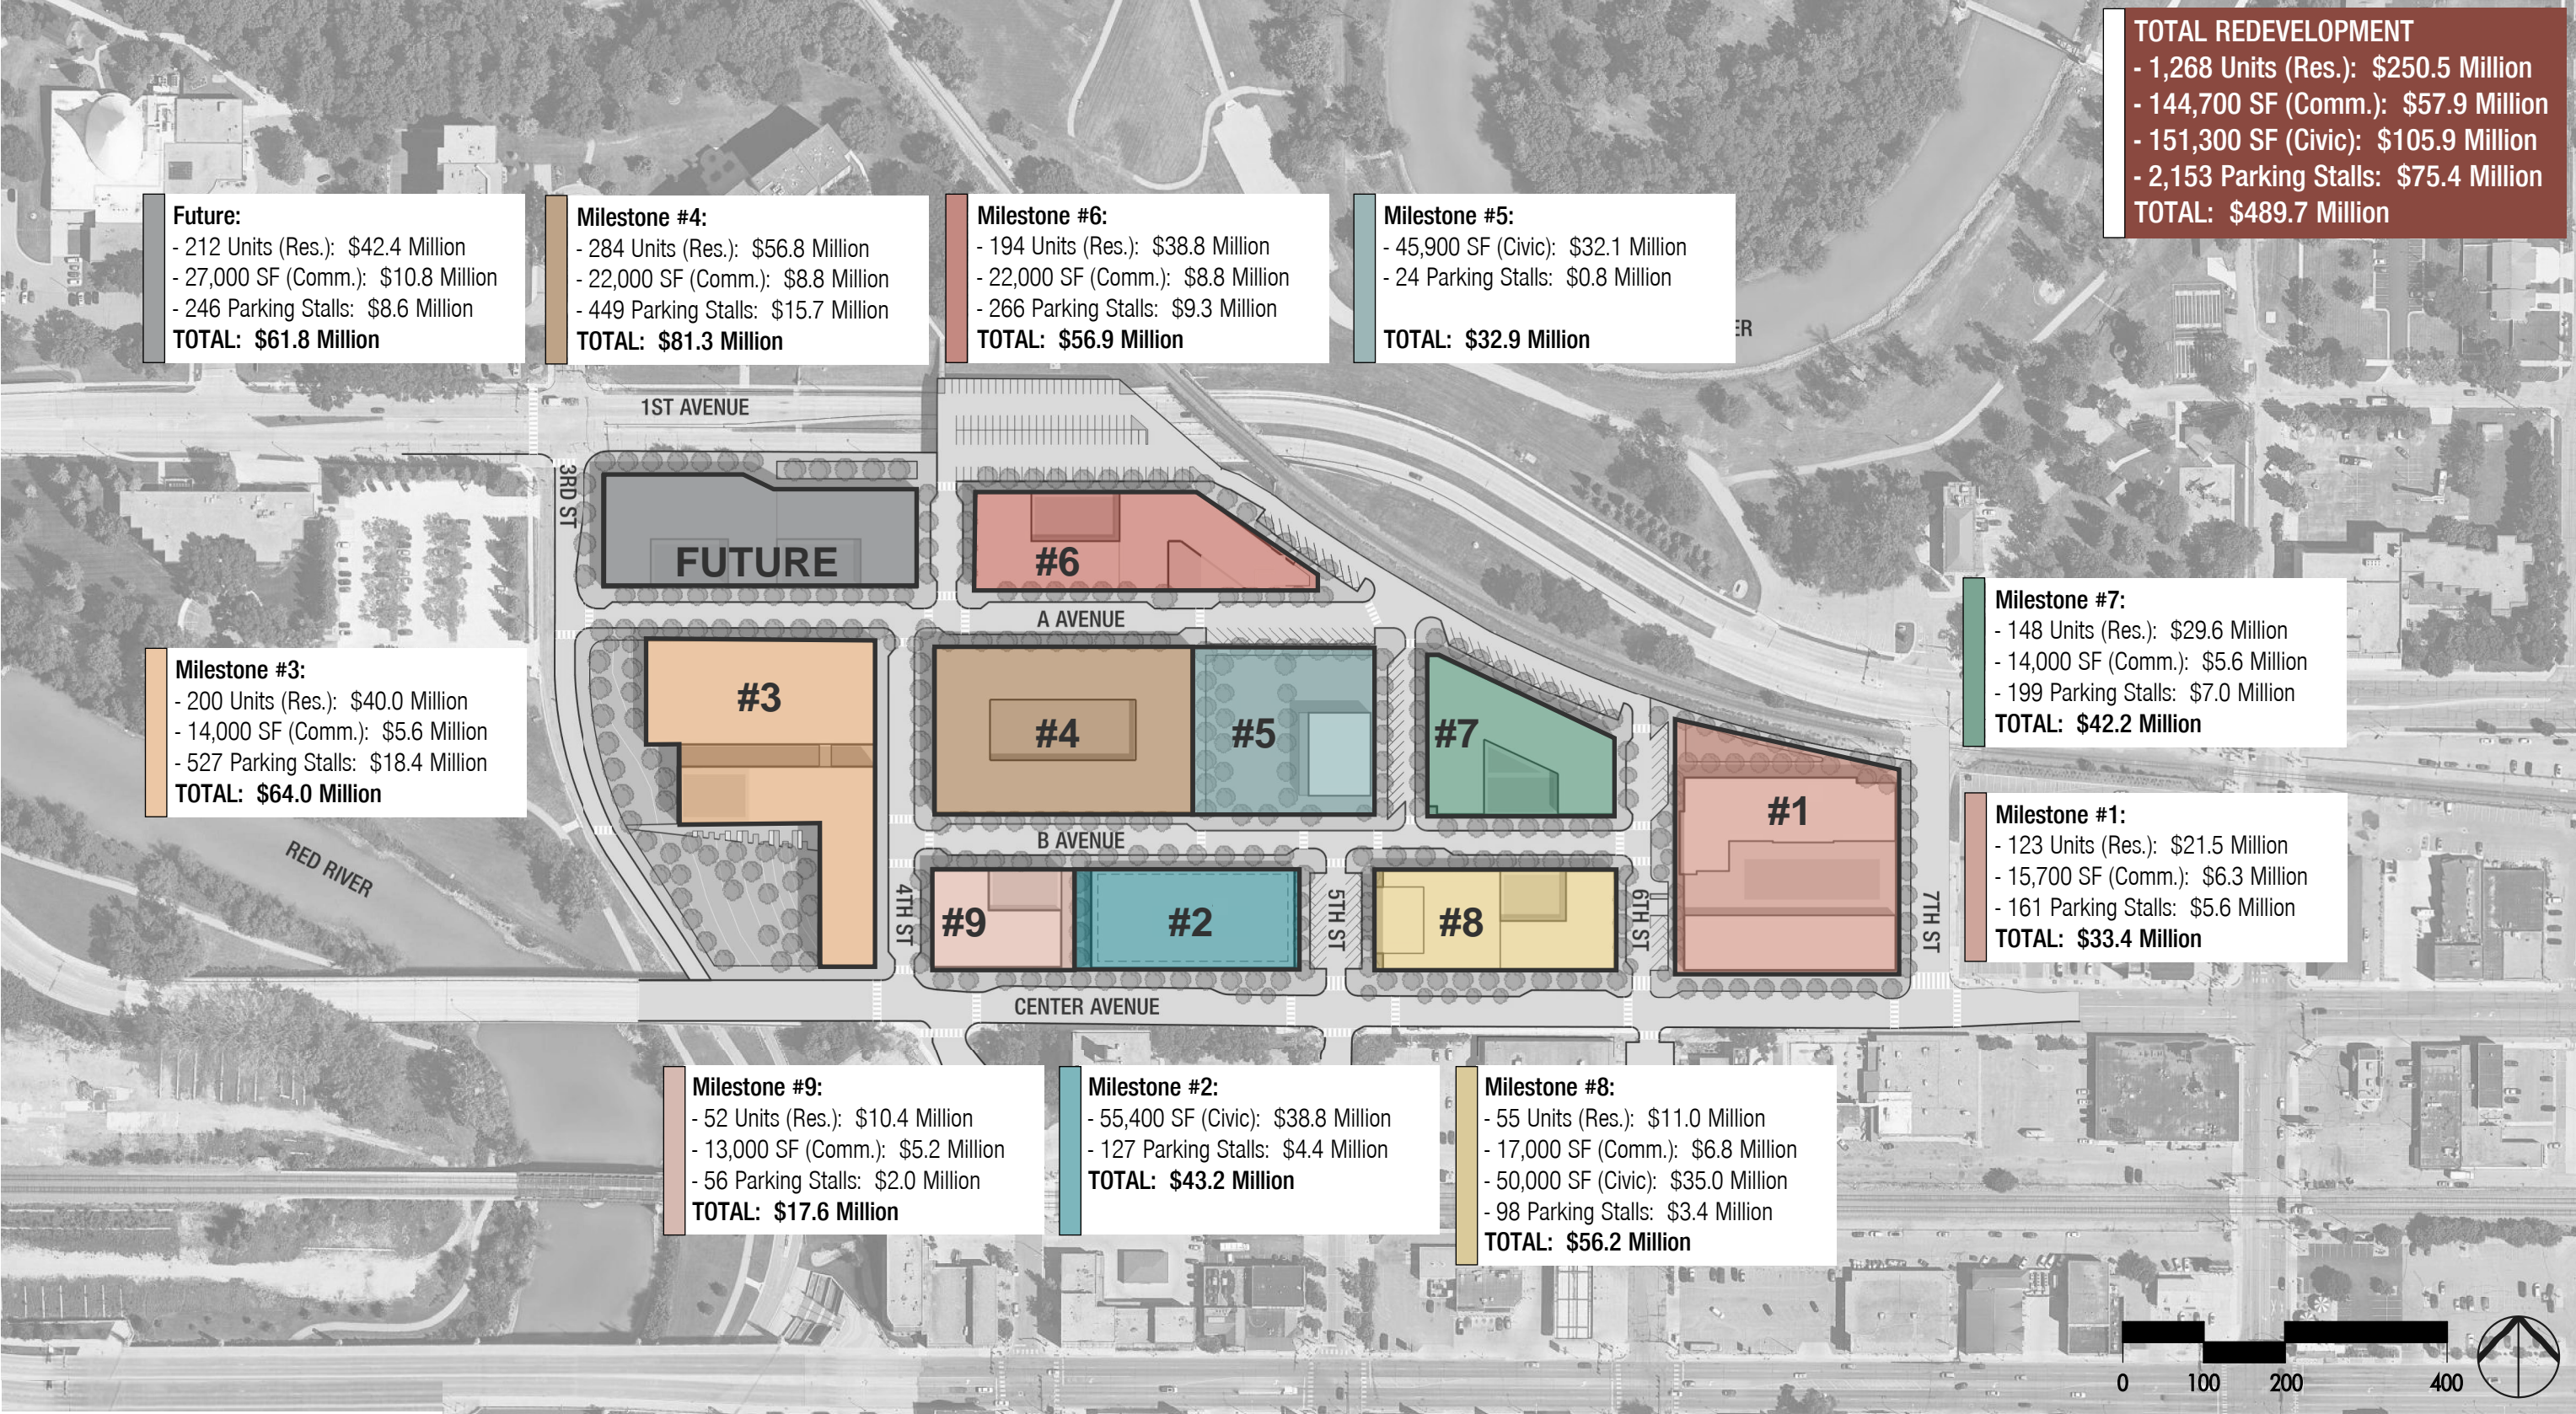 TOTAL REDEVELOPMENT
- 1,268 Units (Res.): $250.5 Million
- 144,700 SF (Comm.): $57.9 Million
- 151,300 SF (Civic): $105.9 Million
- 2,153 Parking Stalls: $75.4 Million
TOTAL: $489.7 Million
Future:
- 212 Units (Res.): $42.4 Million
- 27,000 SF (Comm.): $10.8 Million
- 246 Parking Stalls: $8.6 Million
TOTAL: $61.8 Million
Milestone #4:
- 284 Units (Res.): $56.8 Million
- 22,000 SF (Comm.): $8.8 Million
- 449 Parking Stalls: $15.7 Million
TOTAL: $81.3 Million
Milestone #6:
- 194 Units (Res.): $38.8 Million
- 22,000 SF (Comm.): $8.8 Million
- 266 Parking Stalls: $9.3 Million
TOTAL: $56.9 Million
Milestone #5:
- 45,900 SF (Civic): $32.1 Million
- 24 Parking Stalls: $0.8 Million
TOTAL: $32.9 Million
ER
1ST AVENUE
3RD ST
FUTURE
#6
A AVENUE
Milestone #7:
- 148 Units (Res.): $29.6 Million
- 14,000 SF (Comm.): $5.6 Million
- 199 Parking Stalls: $7.0 Million
TOTAL: $42.2 Million
Milestone #3:
- 200 Units (Res.): $40.0 Million
- 14,000 SF (Comm.): $5.6 Million
- 527 Parking Stalls: $18.4 Million
TOTAL: $64.0 Million
#3
#4
#5
#7
#1
Milestone #1:
- 123 Units (Res.): $21.5 Million
- 15,700 SF (Comm.): $6.3 Million
- 161 Parking Stalls: $5.6 Million
TOTAL: $33.4 Million
B AVENUE
RED RIVER
4TH ST
#9
#2
5TH ST
#8
6TH ST
7TH ST
CENTER AVENUE
Milestone #9:
- 52 Units (Res.): $10.4 Million
- 13,000 SF (Comm.): $5.2 Million
- 56 Parking Stalls: $2.0 Million
TOTAL: $17.6 Million
Milestone #2:
- 55,400 SF (Civic): $38.8 Million
- 127 Parking Stalls: $4.4 Million
TOTAL: $43.2 Million
Milestone #8:
- 55 Units (Res.): $11.0 Million
- 17,000 SF (Comm.): $6.8 Million
- 50,000 SF (Civic): $35.0 Million
- 98 Parking Stalls: $3.4 Million
TOTAL: $56.2 Million
0 100 200 400